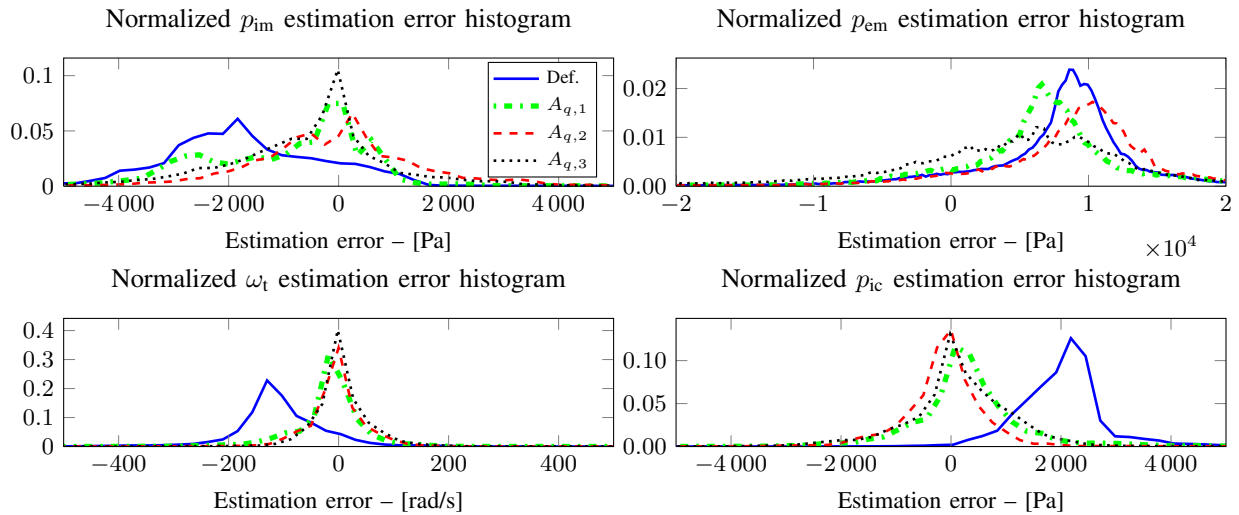 Normalized p_im estimation error histogram
0.1
0.05
0
−4 000
−2 000
0
2 000
4 000
Estimation error – [Pa]
Def.
A_q,1
A_q,2
A_q,3
Normalized p_em estimation error histogram
0.02
0.01
0.00
−2
−1
0
1
2
Estimation error – [Pa]
×10^4
Normalized ω_t estimation error histogram
0.4
0.3
0.2
0.1
0
−400
−200
0
200
400
Estimation error – [rad/s]
Normalized p_ic estimation error histogram
0.10
0.05
0.00
−4 000
−2 000
0
2 000
4 000
Estimation error – [Pa]